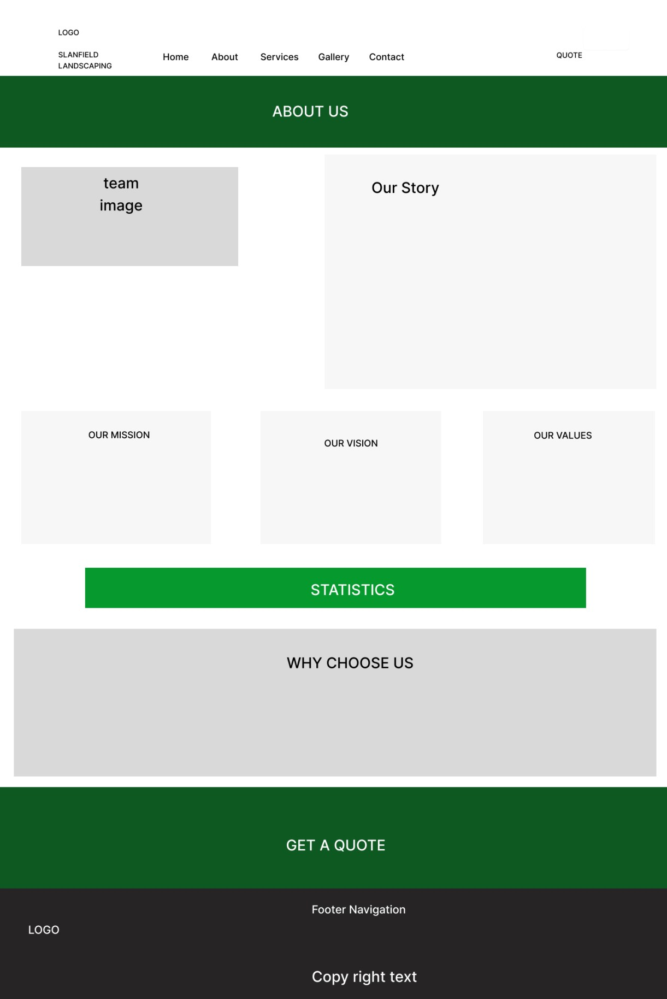 LOGO
SLANFIELD
LANDSCAPING
Home About Services Gallery Contact
QUOTE
ABOUT US
team
image
Our Story
OUR MISSION
OUR VISION
OUR VALUES
STATISTICS
WHY CHOOSE US
GET A QUOTE
Footer Navigation
LOGO
Copy right text